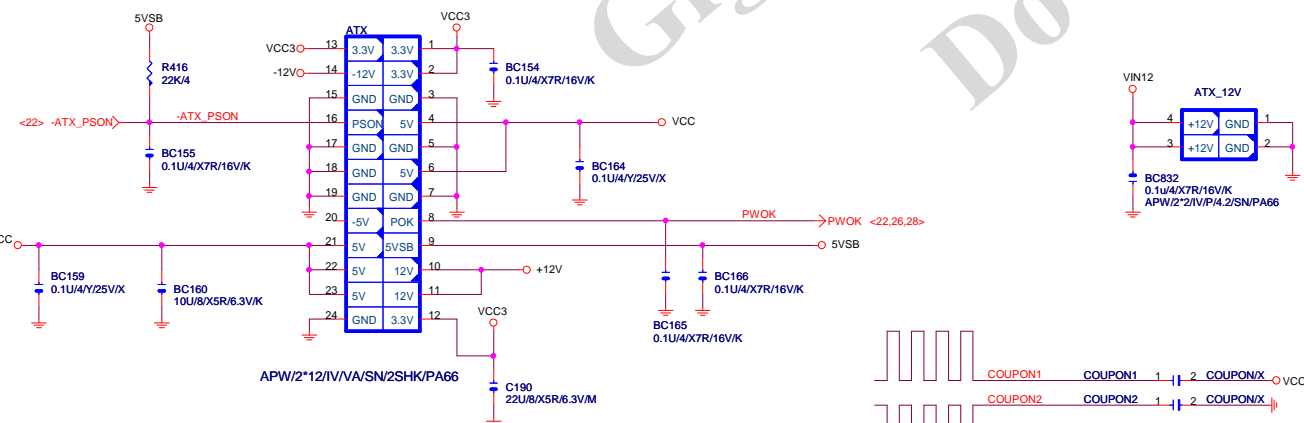 Gig
Do
5VSB
R416
22K/4
<22> -ATX_PSON
-ATX_PSON
BC155
0.1U/4/X7R/16V/K
ATX
VCC3
VCC3
-12V
13 3.3V 3.3V 1
14 -12V 3.3V 2
15 GND GND 3
16 PSON 5V 4
17 GND GND 5
18 GND 5V 6
19 GND GND 7
20 -5V POK 8
21 5V 5VSB 9
22 5V 12V 10
23 5V 12V 11
24 GND 3.3V 12
BC154
0.1U/4/X7R/16V/K
VCC
BC164
0.1U/4/Y/25V/X
PWOK
PWOK <22,26,28>
5VSB
+12V
BC166
0.1U/4/X7R/16V/K
BC165
0.1U/4/X7R/16V/K
CC
BC159
0.1U/4/Y/25V/X
BC160
10U/8/X5R/6.3V/K
VCC3
C190
22U/8/X5R/6.3V/M
APW/2*12/IV/VA/SN/2SHK/PA66
VIN12
ATX_12V
4 +12V GND 1
3 +12V GND 2
BC832
0.1u/4/X7R/16V/K
APW/2*2/IV/P/4.2/SN/PA66
COUPON1 COUPON1 1 2 COUPON/X VCC
COUPON2 COUPON2 1 2 COUPON/X